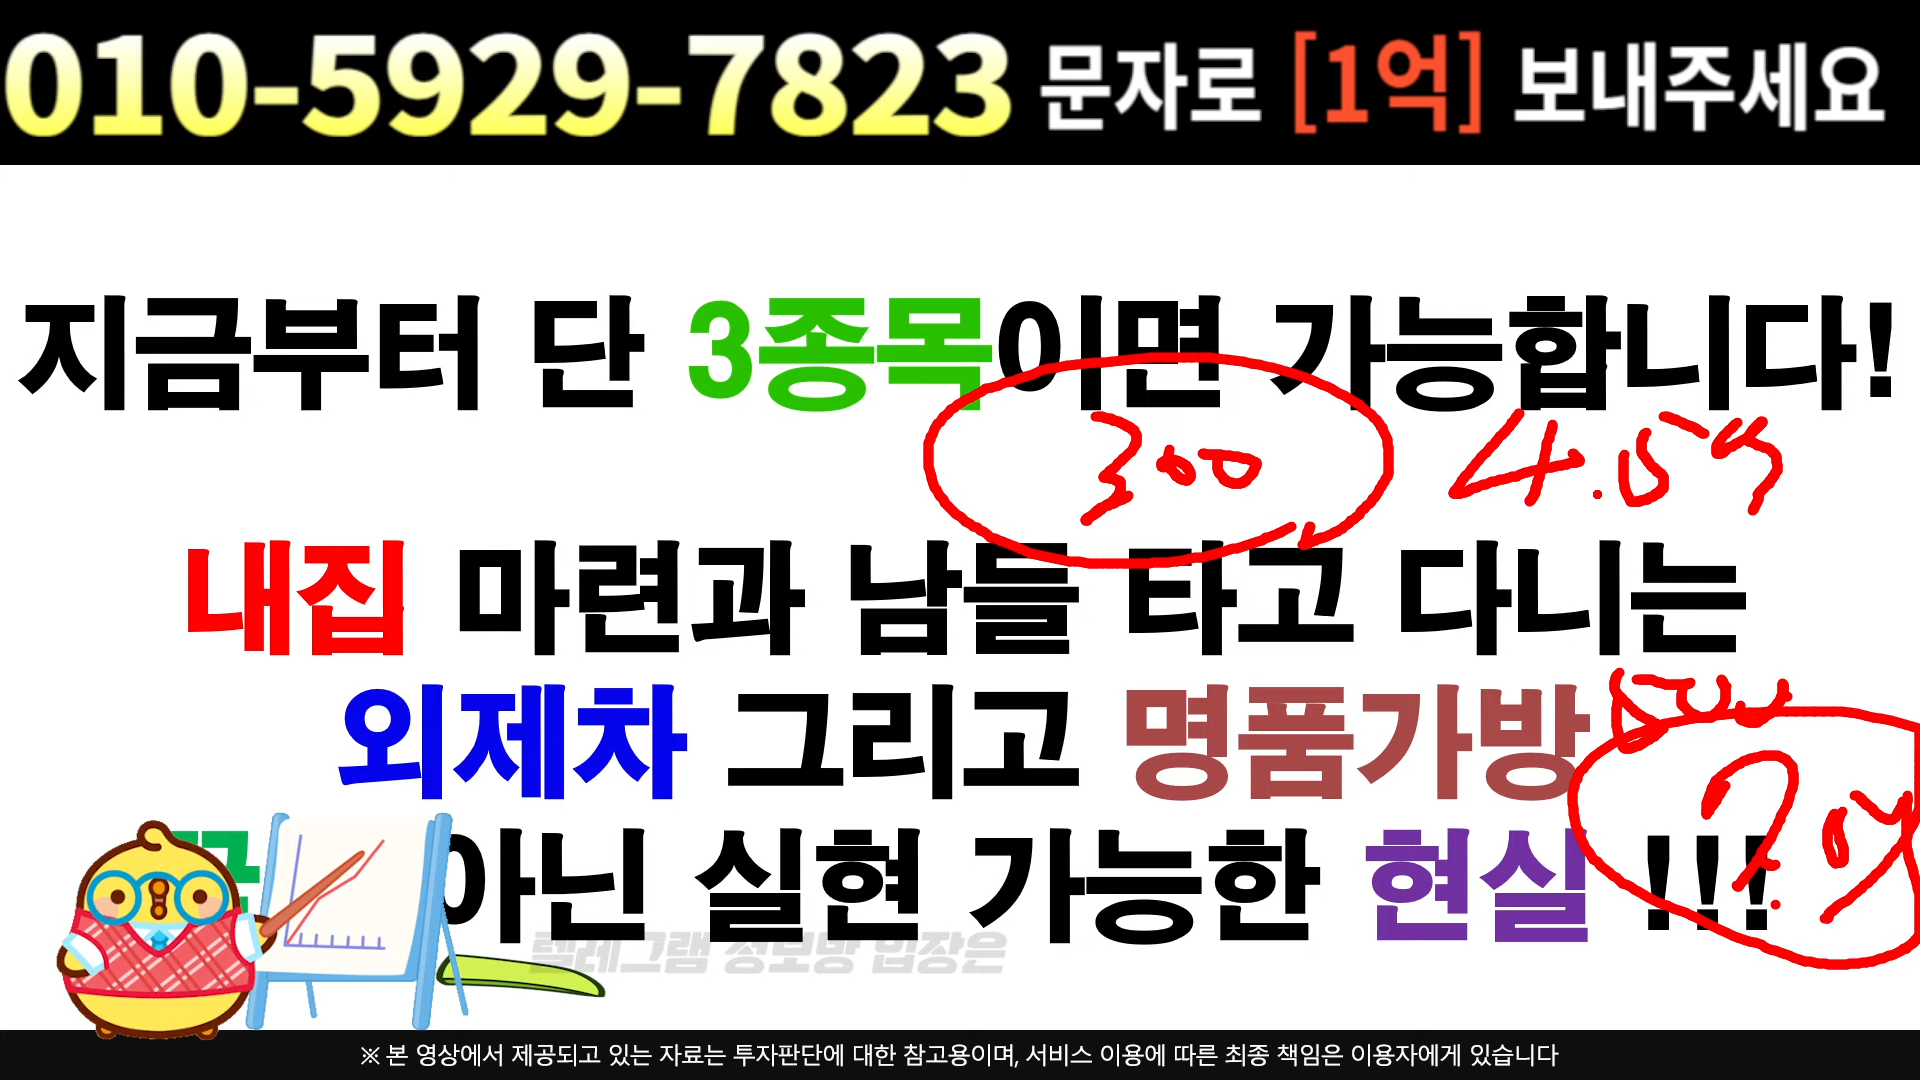 010-5929-7823 문자로 [1억] 보내주세요
지금부터 단 3종목이면 가능합니다!
300
4.5억
내집 마련과 남들 타고 다니는
외제차 그리고 명품가방
아닌 실현 가능한 현실 !!!
텔레그램 정보방 입장은
※ 본 영상에서 제공되고 있는 자료는 투자판단에 대한 참고용이며, 서비스 이용에 따른 최종 책임은 이용자에게 있습니다